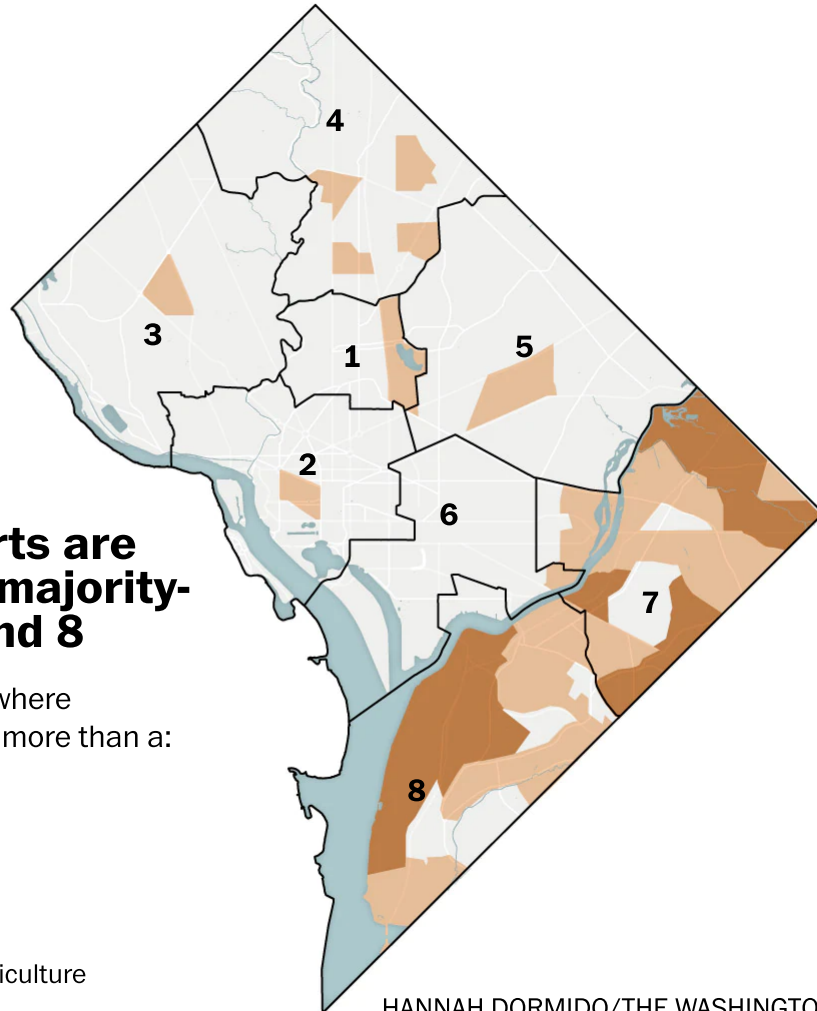 4
3
1
5
2
6
rts are
majority-
nd 8
7
where
more than a:
8
iculture
HANNAH DORMIDO/THE WASHINGTO